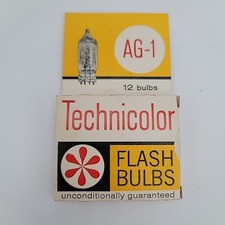 AG-1
12 bulbs
Technicolor
FLASH
BULBS
unconditionally guaranteed